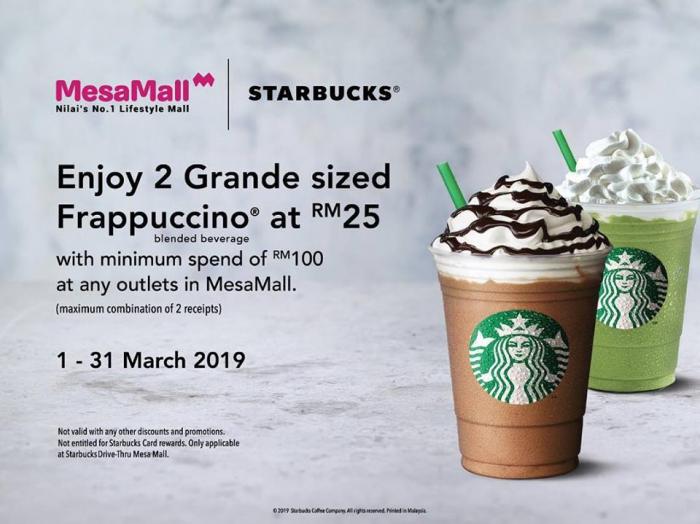 MesaMall
Nilai's No.1 Lifestyle Mall
STARBUCKS®
Enjoy 2 Grande sized
Frappuccino® at RM25
blended beverage
with minimum spend of RM100
at any outlets in MesaMall.
(maximum combination of 2 receipts)
1 - 31 March 2019
Not valid with any other discounts and promotions.
Not entitled for Starbucks Card rewards. Only applicable
at Starbucks Drive-Thru Mesa Mall.
© 2019 Starbucks Coffee Company. All rights reserved. Printed in Malaysia.